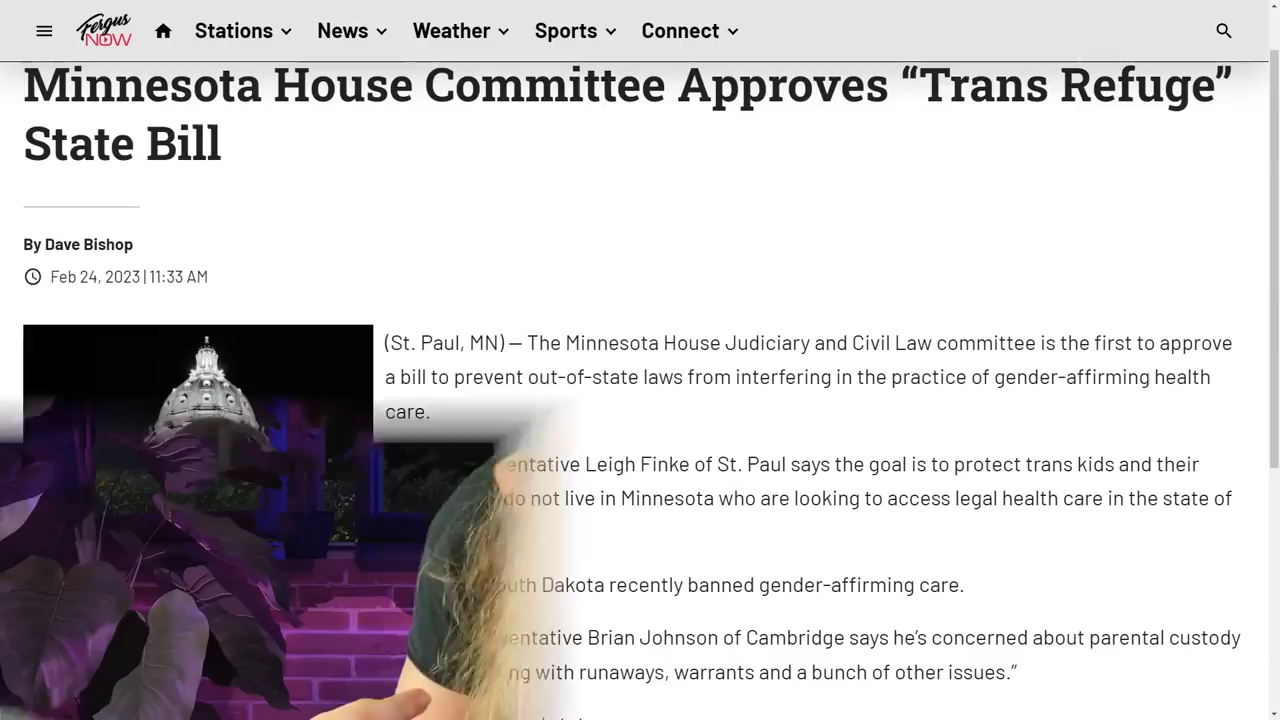 Fergus NOW Stations News Weather Sports Connect
Minnesota House Committee Approves “Trans Refuge”
State Bill
By Dave Bishop
Feb 24, 2023 | 11:33 AM
(St. Paul, MN) — The Minnesota House Judiciary and Civil Law committee is the first to approve
a bill to prevent out-of-state laws from interfering in the practice of gender-affirming health
care.
Leigh Finke of St. Paul says the goal is to protect trans kids and their
do not live in Minnesota who are looking to access legal health care in the state of
Dakota recently banned gender-affirming care.
Brian Johnson of Cambridge says he’s concerned about parental custody
with runaways, warrants and a bunch of other issues.”